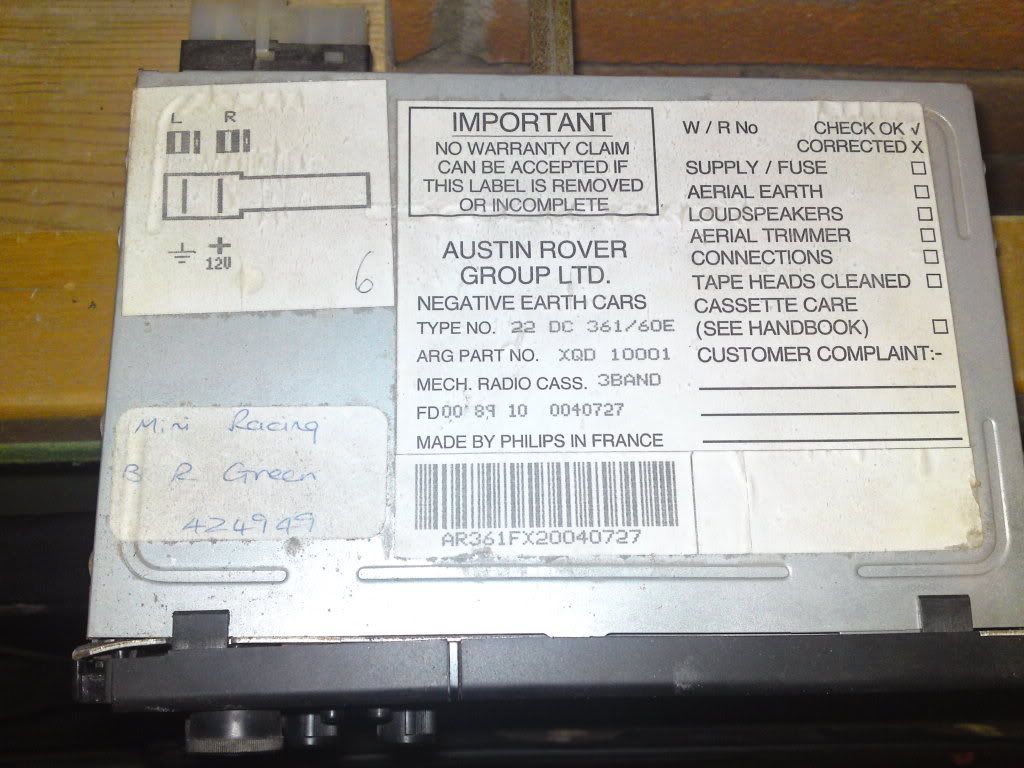 L R
+
12V
6
Mini Racing
B R Green
424949
IMPORTANT
NO WARRANTY CLAIM
CAN BE ACCEPTED IF
THIS LABEL IS REMOVED
OR INCOMPLETE
AUSTIN ROVER
GROUP LTD.
NEGATIVE EARTH CARS
TYPE NO. 22 DC 361/60E
ARG PART NO. XQD 10001
MECH. RADIO CASS. 3BAND
FD00 89 10 0040727
MADE BY PHILIPS IN FRANCE
AR361FX20040727
W / R No CHECK OK √
CORRECTED X
SUPPLY / FUSE
AERIAL EARTH
LOUDSPEAKERS
AERIAL TRIMMER
CONNECTIONS
TAPE HEADS CLEANED
CASSETTE CARE
(SEE HANDBOOK)
CUSTOMER COMPLAINT:-